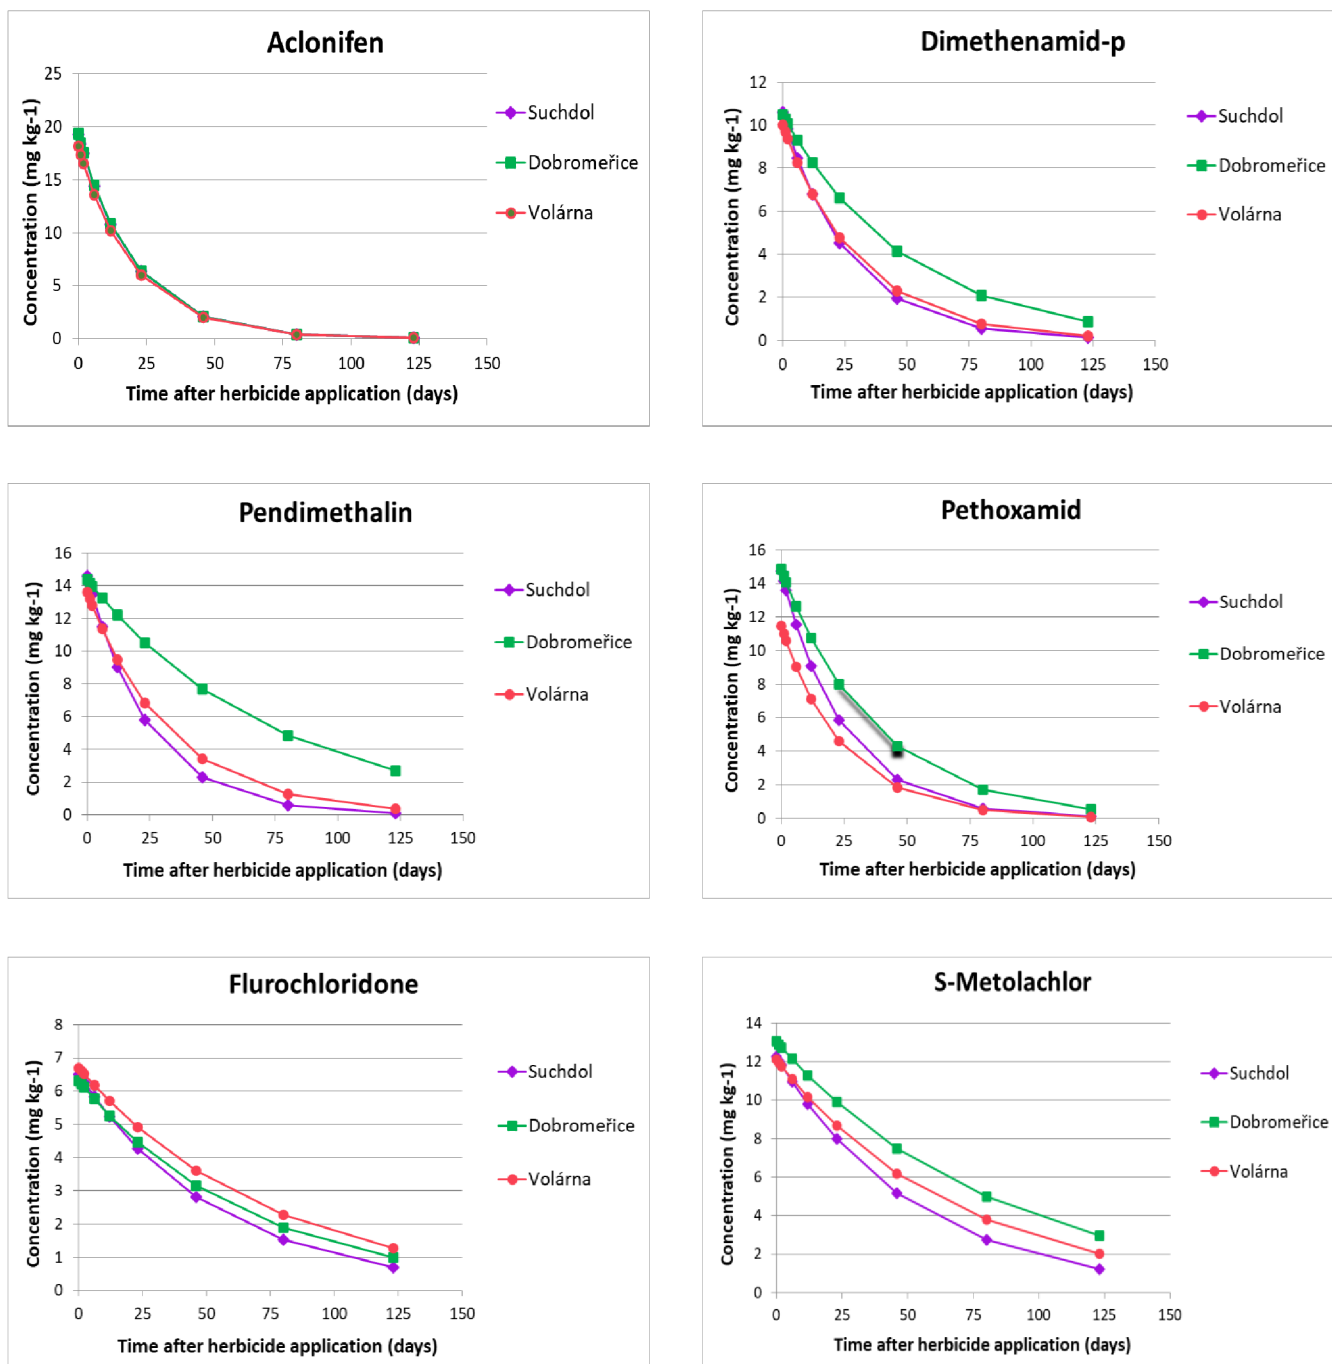 Aclonifen
Concentration (mg kg-1)
25
20
15
10
5
0
0 25 50 75 100 125 150
Time after herbicide application (days)
Suchdol
Dobromeřice
Volárna
Dimethenamid-p
Concentration (mg kg-1)
12
10
8
6
4
2
0
0 25 50 75 100 125 150
Time after herbicide application (days)
Suchdol
Dobromeřice
Volárna
Pendimethalin
Concentration (mg kg-1)
16
14
12
10
8
6
4
2
0
0 25 50 75 100 125 150
Time after herbicide application (days)
Suchdol
Dobromeřice
Volárna
Pethoxamid
Concentration (mg kg-1)
16
14
12
10
8
6
4
2
0
0 25 50 75 100 125 150
Time after herbicide application (days)
Suchdol
Dobromeřice
Volárna
Flurochloridone
Concentration (mg kg-1)
8
7
6
5
4
3
2
1
0
0 25 50 75 100 125 150
Time after herbicide application (days)
Suchdol
Dobromeřice
Volárna
S-Metolachlor
Concentration (mg kg-1)
14
12
10
8
6
4
2
0
0 25 50 75 100 125 150
Time after herbicide application (days)
Suchdol
Dobromeřice
Volárna